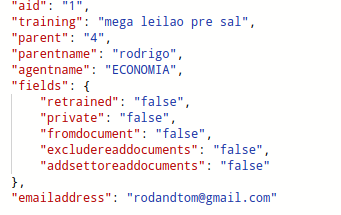 "aid": "1",
"training": "mega leilao pre sal",
"parent": "4",
"parentname": "rodrigo",
"agentname": "ECONOMIA",
"fields": {
"retrained": "false",
"private": "false",
"fromdocument": "false",
"excludereaddocuments": "false",
"addsettoreaddocuments": "false"
},
"emailaddress": "rodandtom@gmail.com"